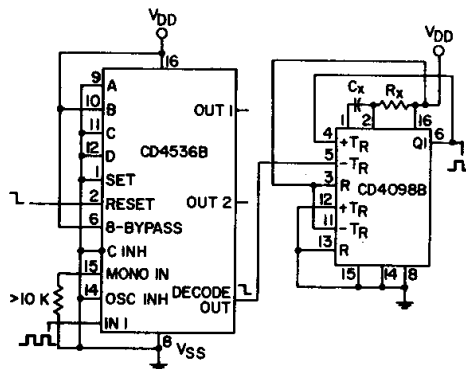 VDD
16
9 A
10 B
OUT 1
11 C
CD4536B
12 D
1 SET
2 RESET
OUT 2
6 8-BYPASS
C INH
15 MONO IN
>10 K
14 OSC INH
DECODE OUT
IN 1
8 VSS
VDD
CX RX
1 2 16
4 +TR Q1 6
5 -TR
3 R CD4098B
12 +TR
11 -TR
13 R
15 14 8